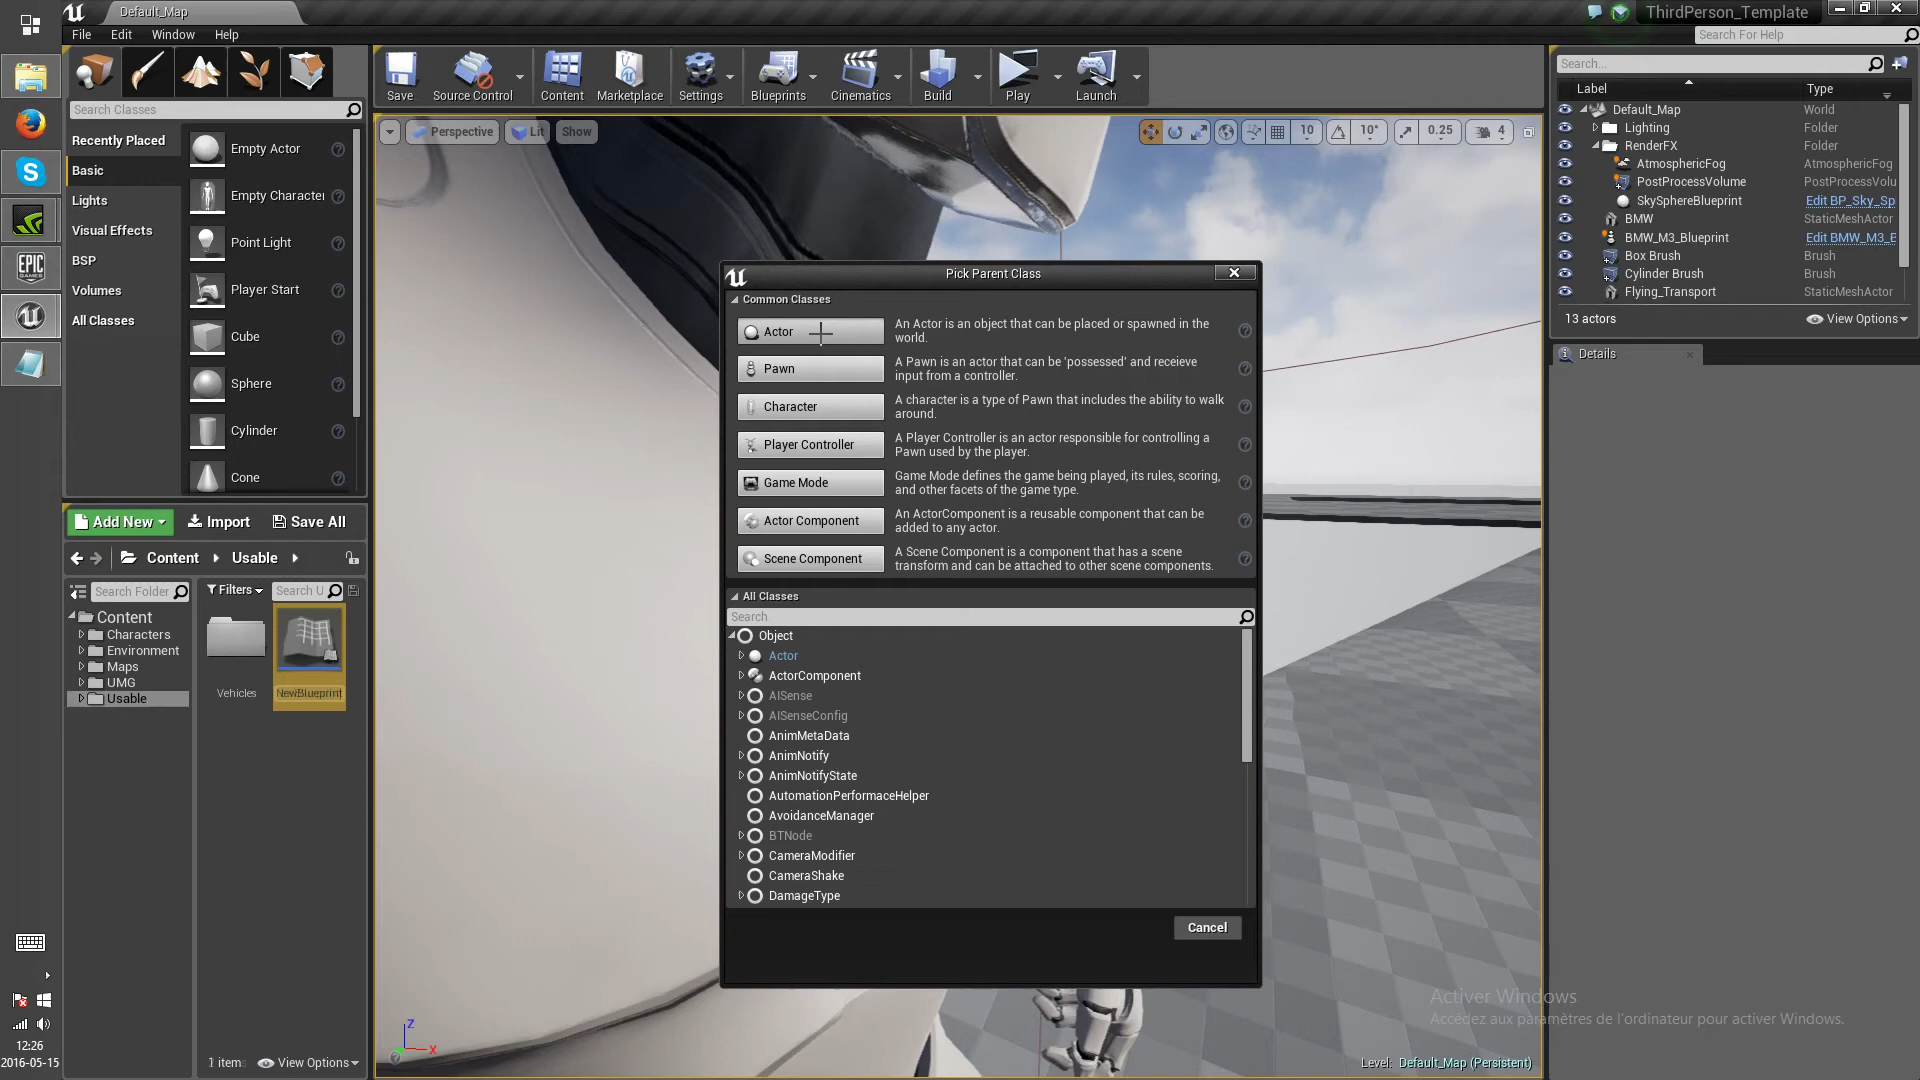 Default_Map
ThirdPerson_Template
File Edit Window Help
Search For Help
Search Classes
Recently Placed
Basic
Lights
Visual Effects
BSP
Volumes
All Classes
Empty Actor
Empty Character
Point Light
Player Start
Cube
Sphere
Cylinder
Cone
Save
Source Control
Content
Marketplace
Settings
Blueprints
Cinematics
Build
Play
Launch
Perspective
Lit
Show
10
10°
0.25
4
Search...
Label Type
Default_Map World
Lighting Folder
RenderFX Folder
AtmosphericFog AtmosphericFog
PostProcessVolume PostProcessVolu
SkySphereBlueprint Edit BP_Sky_Sp
BMW StaticMeshActor
BMW_M3_Blueprint Edit BMW_M3_E
Box Brush Brush
Cylinder Brush Brush
Flying_Transport StaticMeshActor
13 actors
View Options
Details
Pick Parent Class
Common Classes
Actor
An Actor is an object that can be placed or spawned in the
world.
Pawn
A Pawn is an actor that can be 'possessed' and receieve
input from a controller.
Character
A character is a type of Pawn that includes the ability to walk
around.
Player Controller
A Player Controller is an actor responsible for controlling a
Pawn used by the player.
Game Mode
Game Mode defines the game being played, its rules, scoring,
and other facets of the game type.
Actor Component
An ActorComponent is a reusable component that can be
added to any actor.
Scene Component
A Scene Component is a component that has a scene
transform and can be attached to other scene components.
All Classes
Search
Object
Actor
ActorComponent
AISense
AISenseConfig
AnimMetaData
AnimNotify
AnimNotifyState
AutomationPerformaceHelper
AvoidanceManager
BTNode
CameraModifier
CameraShake
DamageType
Cancel
Add New
Import
Save All
Content Usable
Search Folder
Content
Characters
Environment
Maps
UMG
Usable
Filters
Search U
Vehicles
NewBlueprint
1 item
View Options
EPIC
GAMES
12:26
2016-05-15
Z
X
Activer Windows
Accédez aux paramètres de l'ordinateur pour activer Windows.
Level: Default_Map (Persistent)